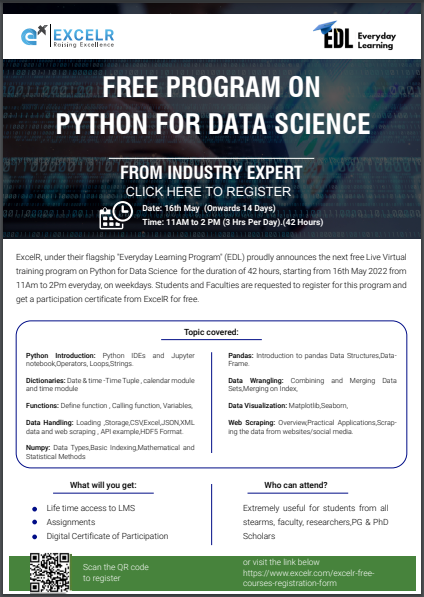 EXCELR
Raising Excellence
EDL Everyday
Learning
FREE PROGRAM ON
PYTHON FOR DATA SCIENCE
FROM INDUSTRY EXPERT
CLICK HERE TO REGISTER
Date: 16th May (Onwards 14 Days)
Time: 11AM to 2 PM (3 Hrs Per Day).(42 Hours)
ExcelR, under their flagship "Everyday Learning Program" (EDL) proudly announces the next free Live Virtual
training program on Python for Data Science for the duration of 42 hours, starting from 16th May 2022 from
11Am to 2Pm everyday, on weekdays. Students and Faculties are requested to register for this program and
get a participation certificate from ExcelR for free.
Topic covered:
Python Introduction: Python IDEs and Jupyter
notebook,Operators, Loops,Strings.
Dictionaries: Date & time -Time Tuple , calendar module
and time module
Functions: Define function , Calling function, Variables,
Data Handling: Loading ,Storage,CSV,Excel,JSON,XML
data and web scraping , API example,HDF5 Format.
Numpy: Data Types,Basic Indexing,Mathematical and
Statistical Methods
Pandas: Introduction to pandas Data Structures,Data-
Frame.
Data Wrangling: Combining and Merging Data
Sets,Merging on Index,
Data Visualization: Matplotlib,Seaborn,
Web Scraping: Overview,Practical Applications,Scrap-
ing the data from websites/social media.
What will you get:
Life time access to LMS
Assignments
Digital Certificate of Participation
Who can attend?
Extremely useful for students from all
stearms, faculty, researchers,PG & PhD
Scholars
Scan the QR code
to register
or visit the link below
https://www.excelr.com/excelr-free-
courses-registration-form